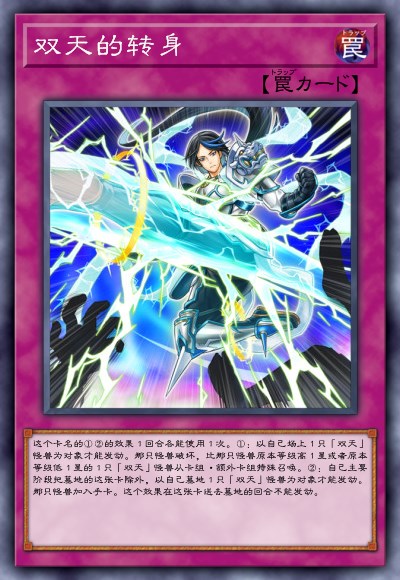 双天的转身
トラップ
罠
トラップ
【罠カード】
这个卡名的①②的效果1回合各能使用1次。①：以自己场上1只「双天」
怪兽为对象才能发动。那只怪兽破坏，比那只怪兽原本等级高1星或者原本
等级低1星的1只「双天」怪兽从卡组·额外卡组特殊召唤。②：自己主要
阶段把墓地的这张卡除外，以自己墓地1只「双天」怪兽为对象才能发动。
那只怪兽加入手卡。这个效果在这张卡送去墓地的回合不能发动。